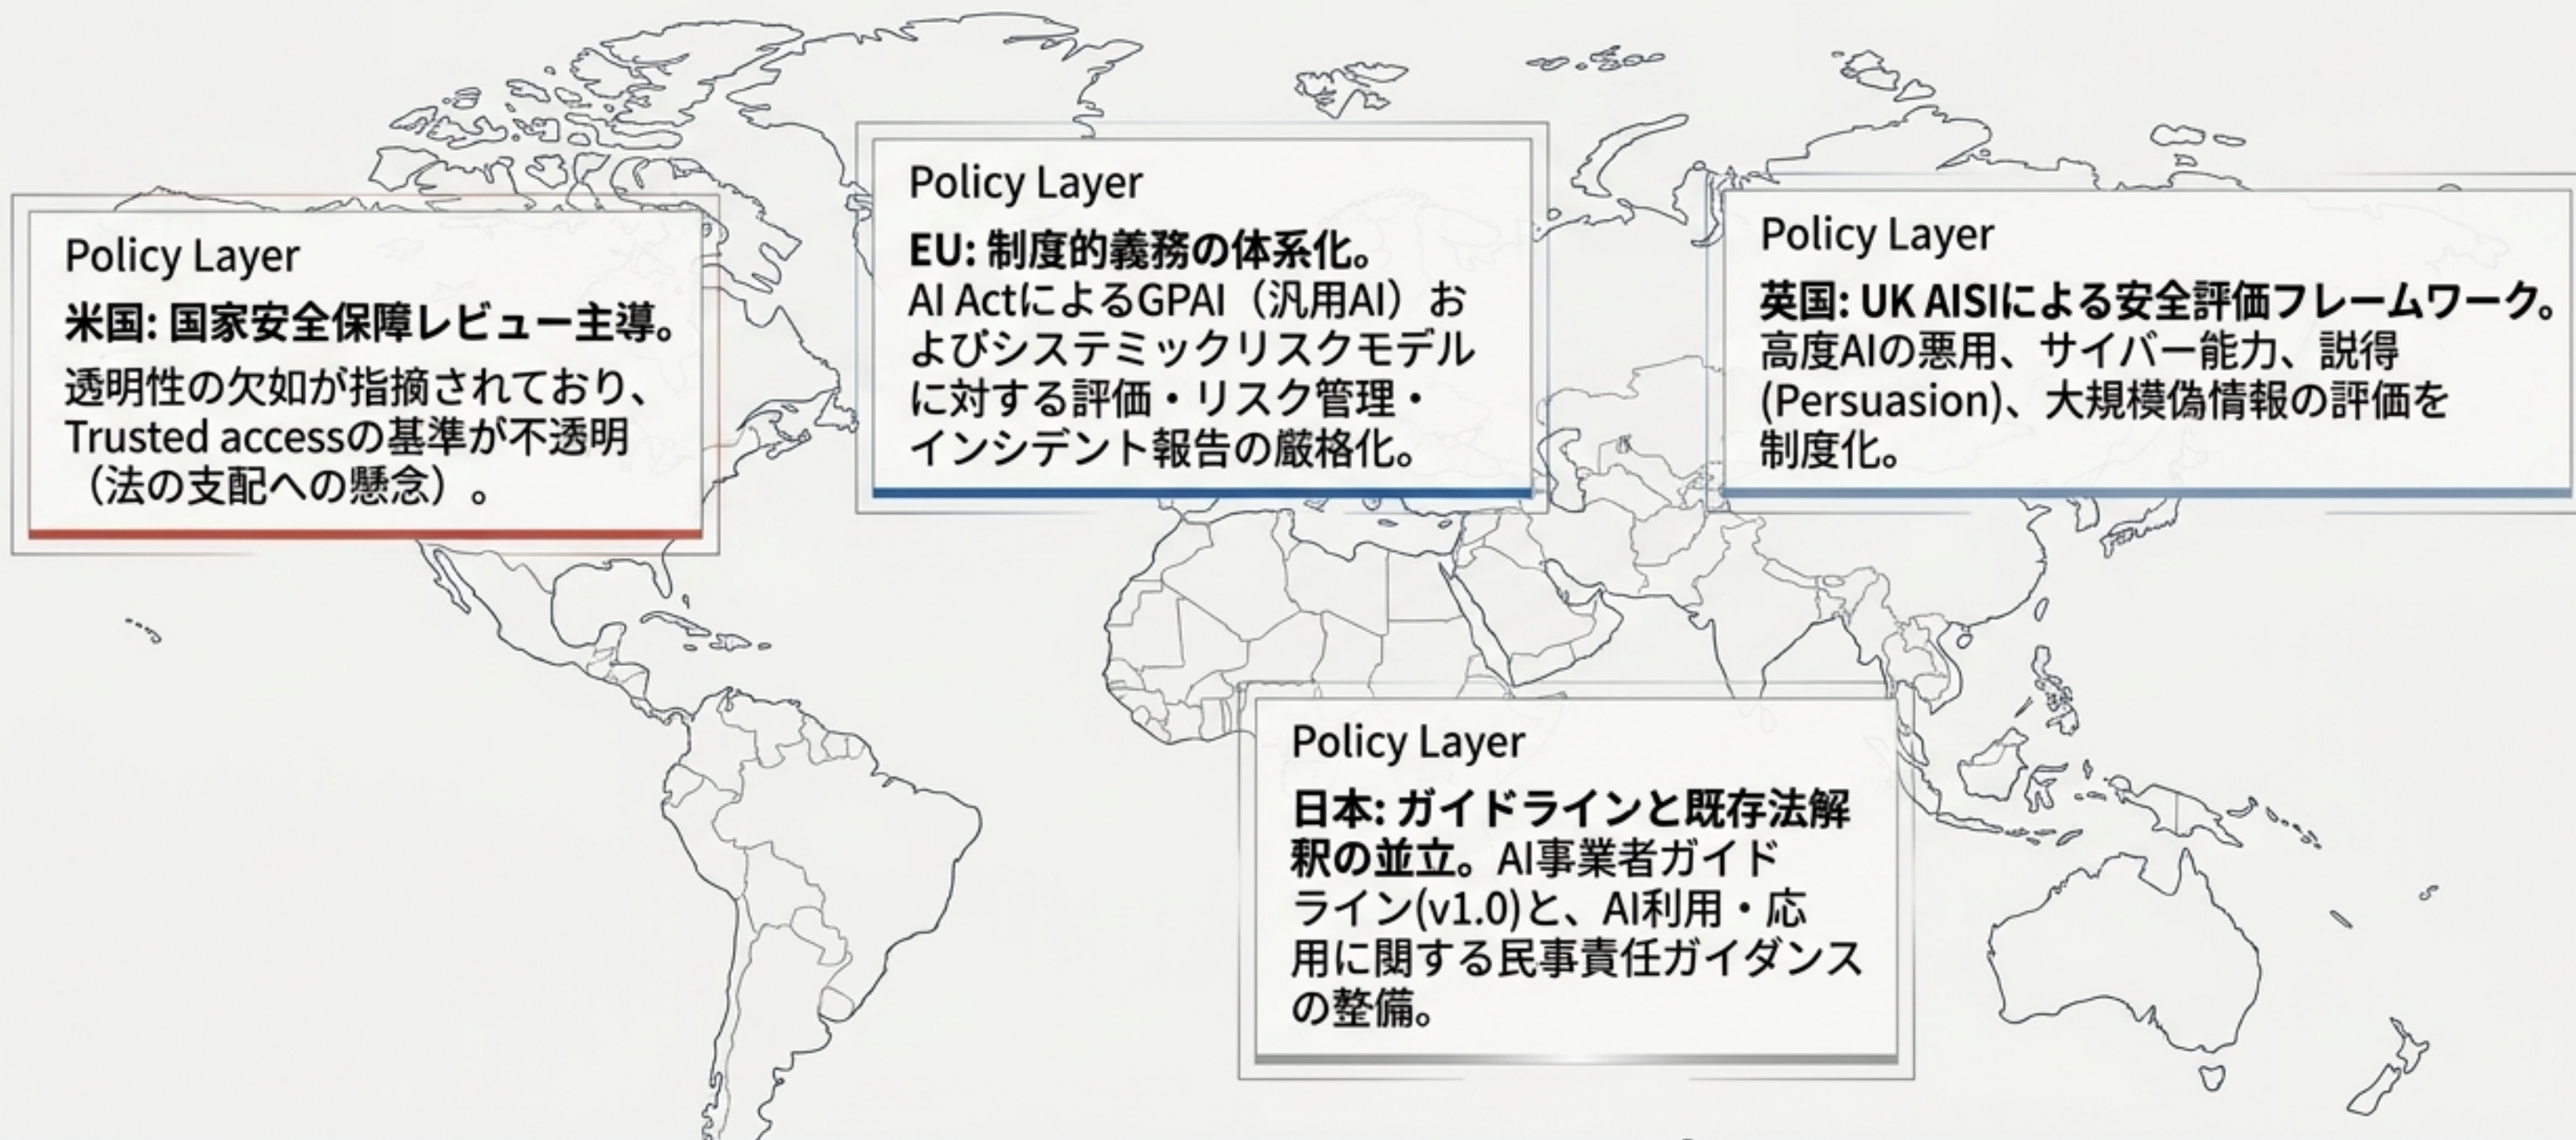 Policy Layer
米国: 国家安全保障レビュー主導。
透明性の欠如が指摘されており、
Trusted accessの基準が不透明
（法の支配への懸念）。
Policy Layer
EU: 制度的義務の体系化。
AI ActによるGPAI（汎用AI）お
よびシステミックリスクモデル
に対する評価・リスク管理・
インシデント報告の厳格化。
Policy Layer
英国: UK AISIによる安全評価フレームワーク。
高度AIの悪用、サイバー能力、説得
(Persuasion)、大規模偽情報の評価を
制度化。
Policy Layer
日本: ガイドラインと既存法解
釈の並立。AI事業者ガイド
ライン(v1.0)と、AI利用・応
用に関する民事責任ガイダンス
の整備。